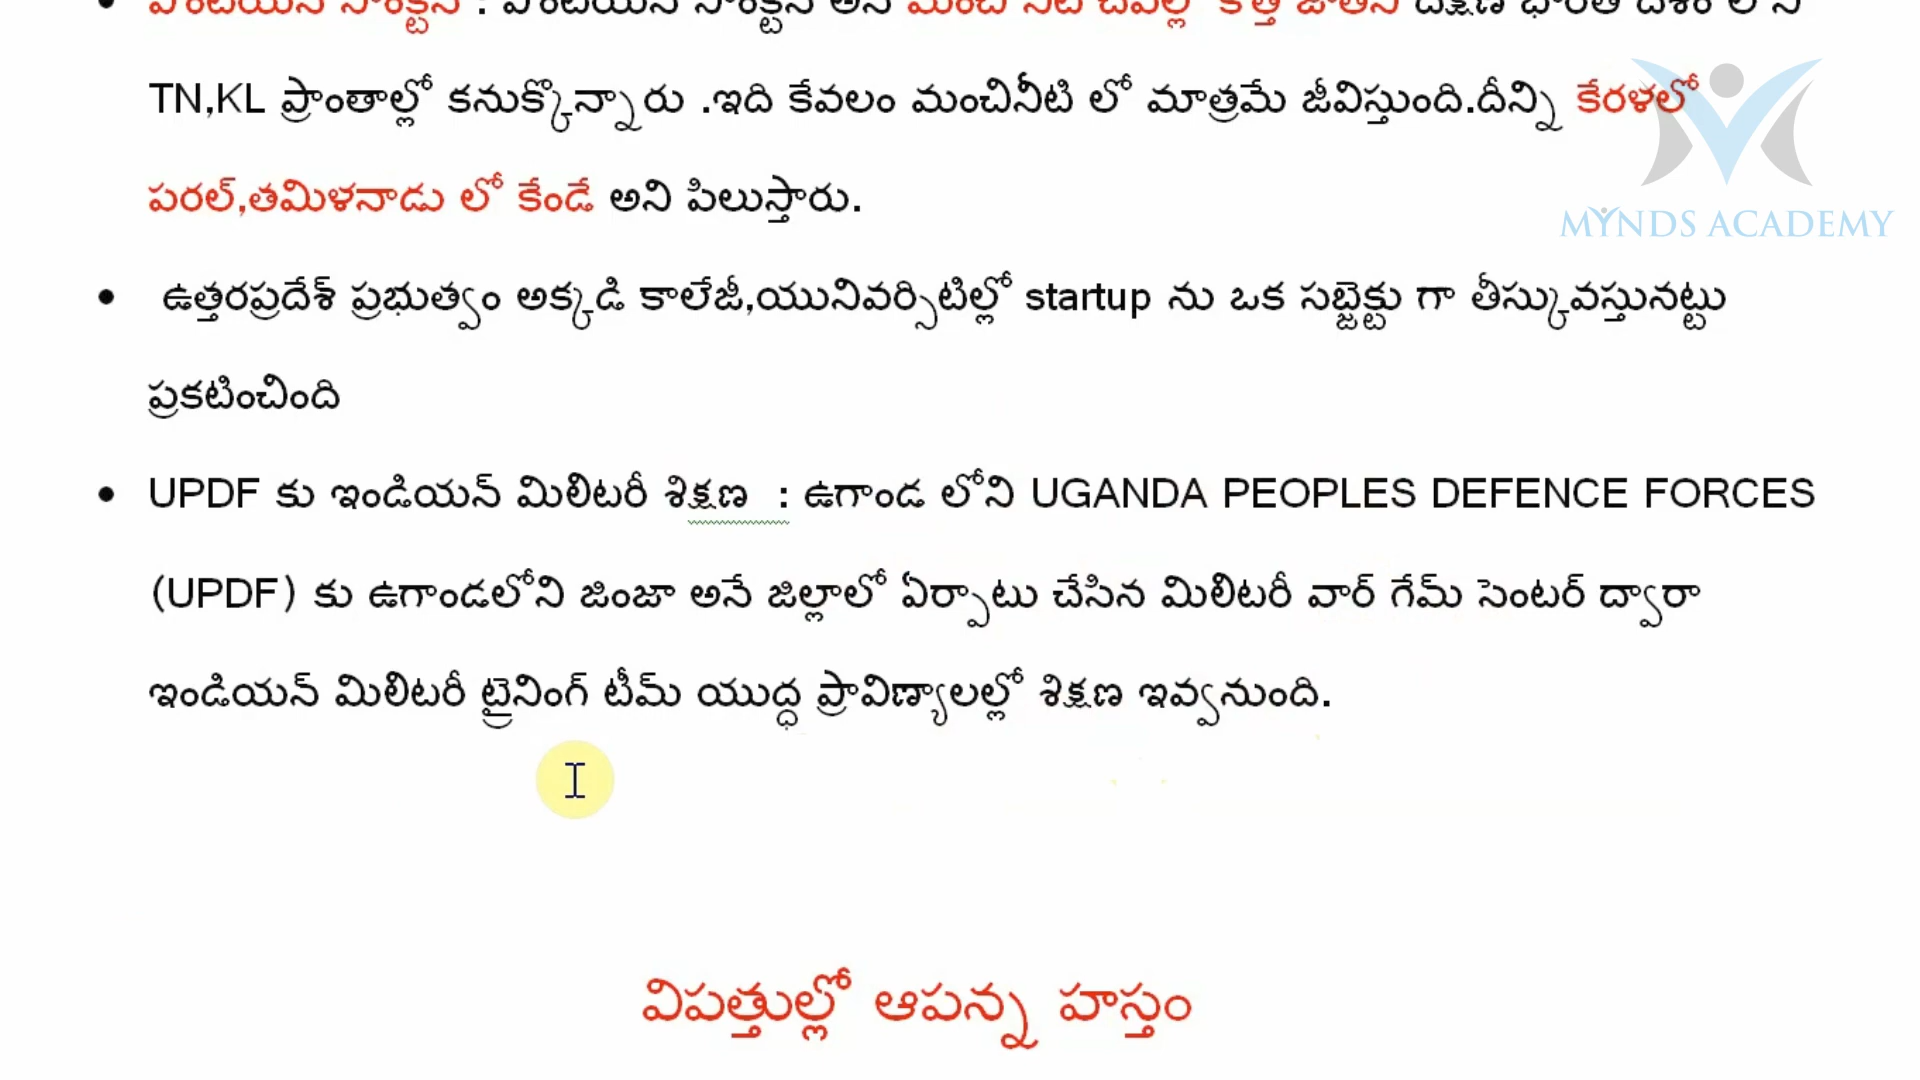 TN,KL ప్రాంతాల్లో కనుక్కొన్నారు .ఇది కేవలం మంచినీటి లో మాత్రమే జీవిస్తుంది.దీన్ని కేరళలో
పరల్,తమిళనాడు లో కేండే అని పిలుస్తారు.
MYNDS ACADEMY
• ఉత్తరప్రదేశ్ ప్రభుత్వం అక్కడి కాలేజీ,యునివర్సిటిల్లో startup ను ఒక సబ్జెక్టు గా తీస్కువస్తునట్టు
ప్రకటించింది
• UPDF కు ఇండియన్ మిలిటరీ శిక్షణ : ఉగాండ లోని UGANDA PEOPLES DEFENCE FORCES
(UPDF) కు ఉగాండలోని జింజా అనే జిల్లాలో ఏర్పాటు చేసిన మిలిటరీ వార్ గేమ్ సెంటర్ ద్వారా
ఇండియన్ మిలిటరీ ట్రైనింగ్ టీమ్ యుద్ధ ప్రావిణ్యాలల్లో శిక్షణ ఇవ్వనుంది.
విపత్తుల్లో ఆపన్న హస్తం